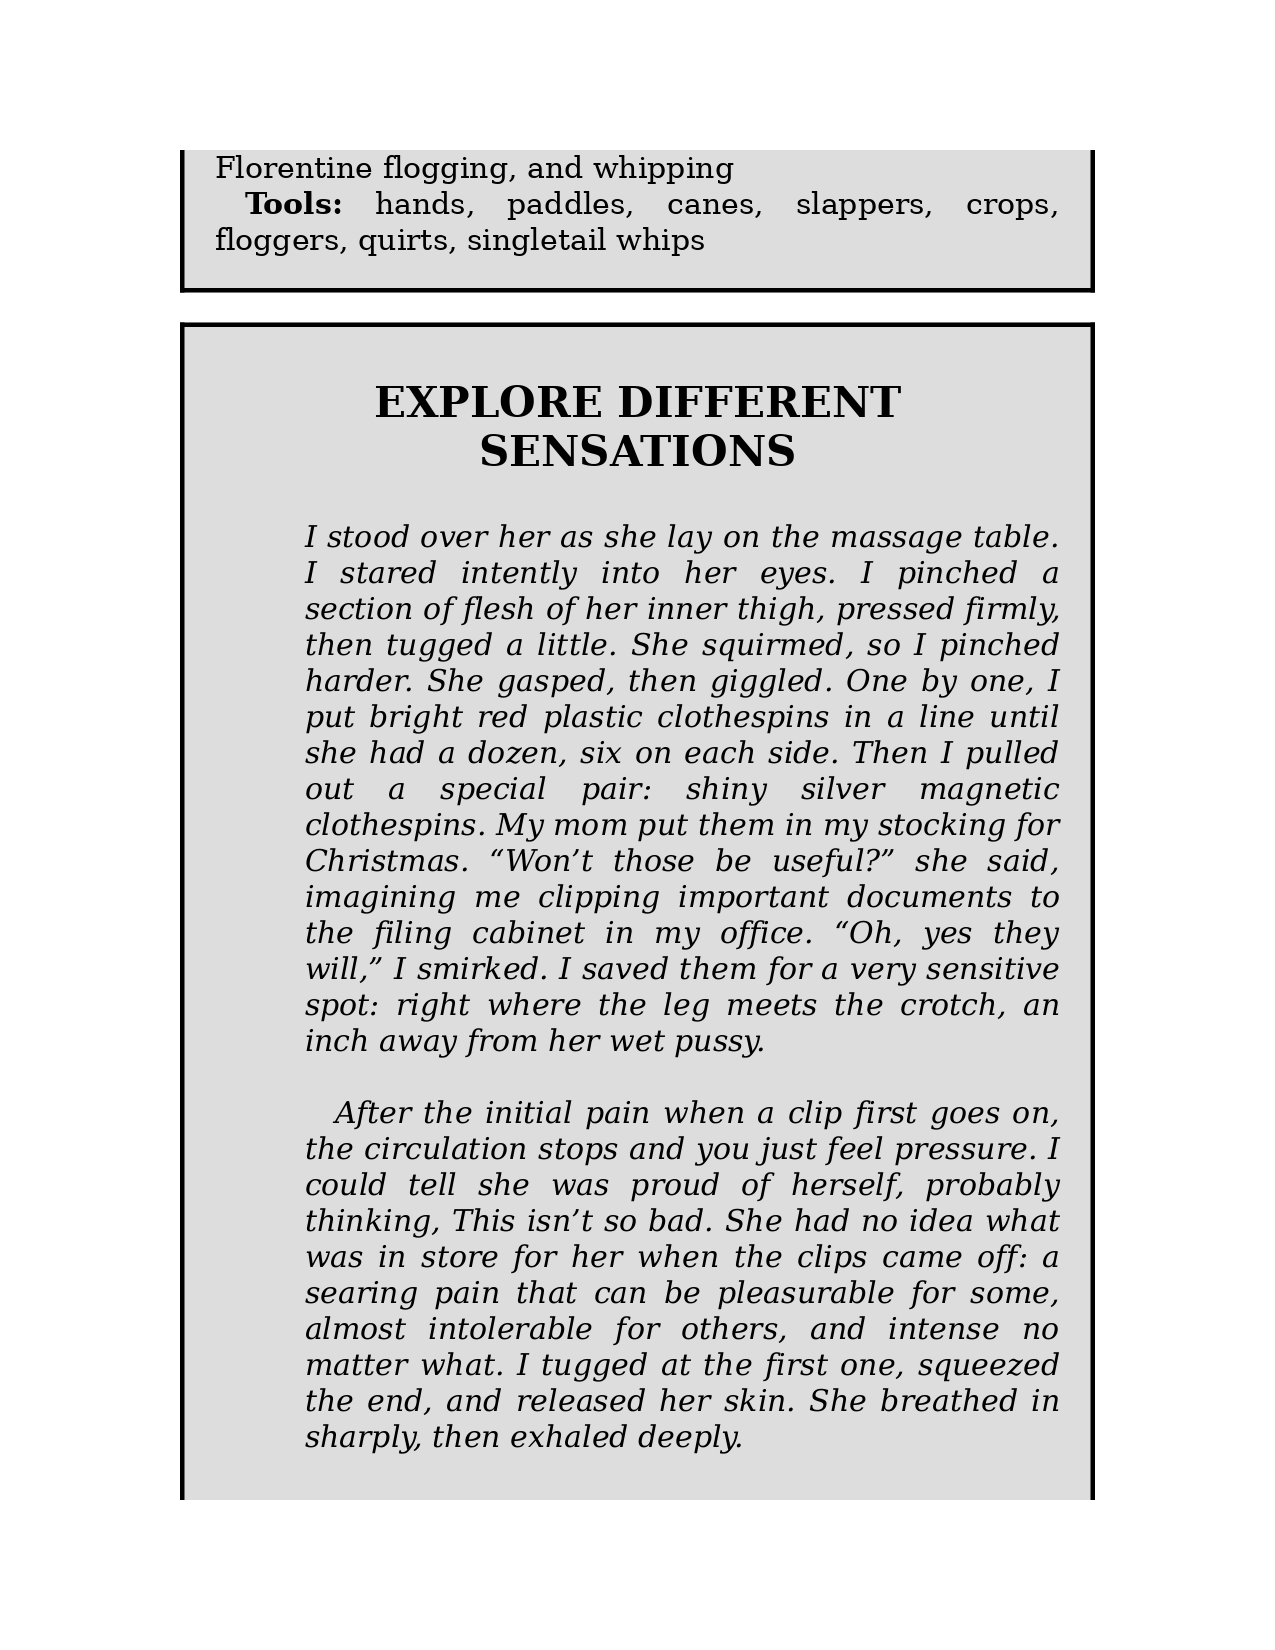 Florentine flogging, and whipping
Tools: hands, paddles, canes, slappers, crops,
floggers, quirts, singletail whips
EXPLORE DIFFERENT
SENSATIONS
I stood over her as she lay on the massage table.
I stared intently into her eyes. I pinched a
section of flesh of her inner thigh, pressed firmly,
then tugged a little. She squirmed, so I pinched
harder. She gasped, then giggled. One by one, I
put bright red plastic clothespins in a line until
she had a dozen, six on each side. Then I pulled
out a special pair: shiny silver magnetic
clothespins. My mom put them in my stocking for
Christmas. “Won’t those be useful?” she said,
imagining me clipping important documents to
the filing cabinet in my office. “Oh, yes they
will,” I smirked. I saved them for a very sensitive
spot: right where the leg meets the crotch, an
inch away from her wet pussy.
After the initial pain when a clip first goes on,
the circulation stops and you just feel pressure. I
could tell she was proud of herself, probably
thinking, This isn’t so bad. She had no idea what
was in store for her when the clips came off: a
searing pain that can be pleasurable for some,
almost intolerable for others, and intense no
matter what. I tugged at the first one, squeezed
the end, and released her skin. She breathed in
sharply, then exhaled deeply.